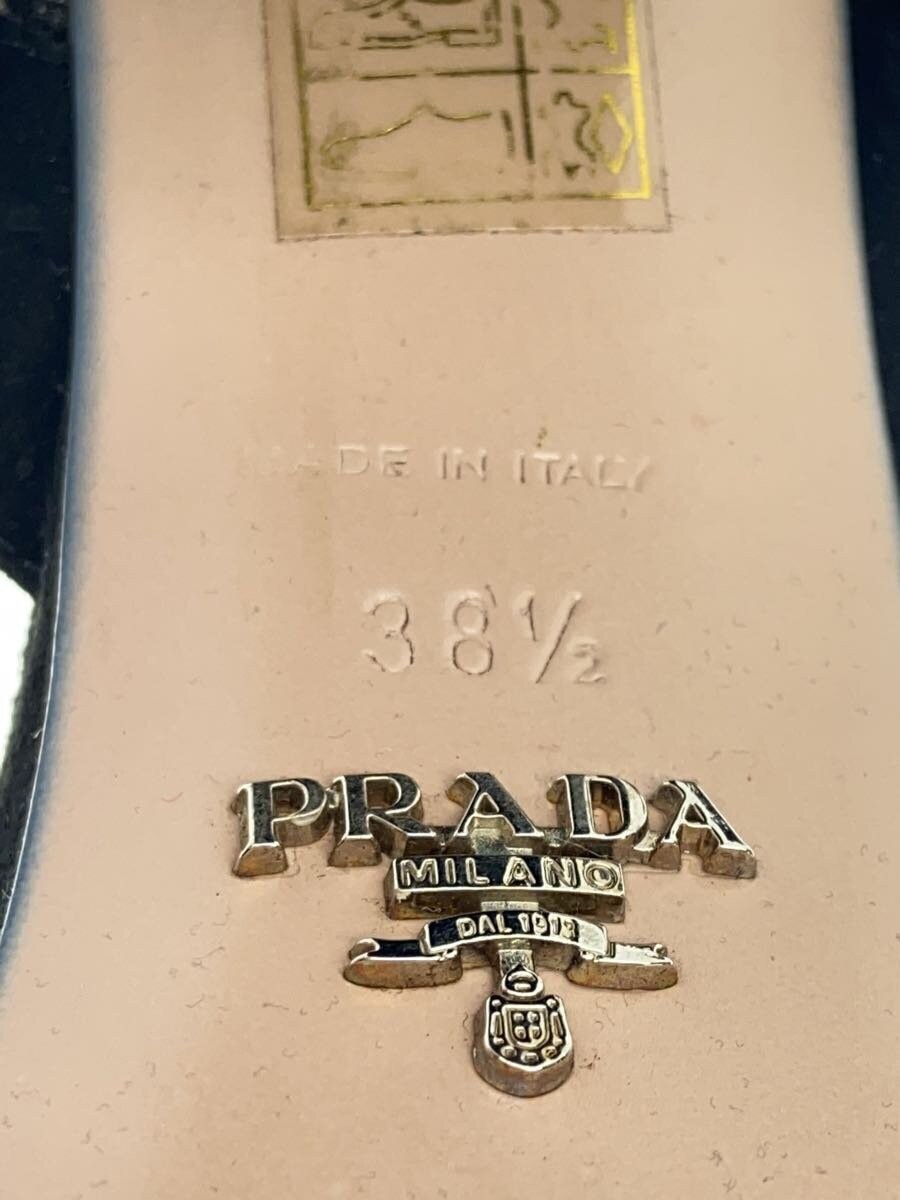 MADE IN ITALY
38½
PRADA
MILANO
DAL 1913